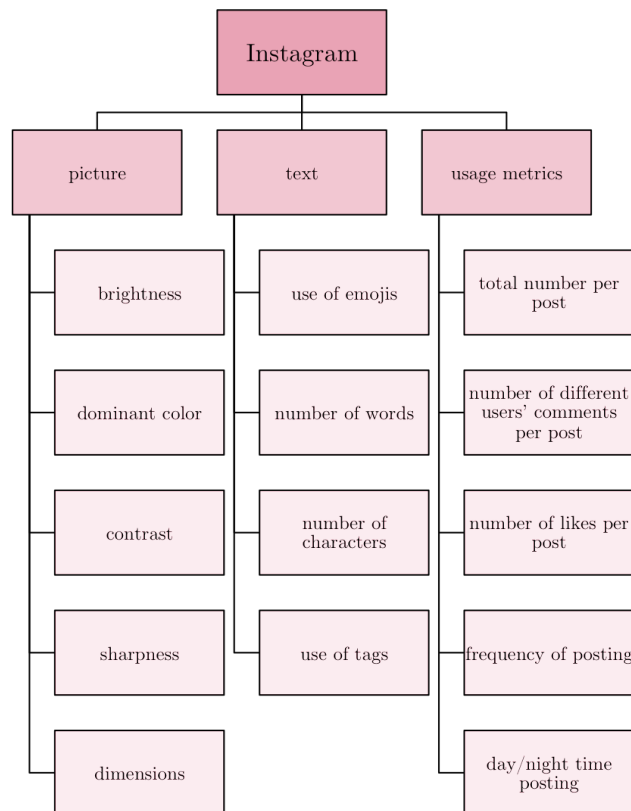 Instagram
picture
text
usage metrics
brightness
use of emojis
total number per
post
dominant color
number of words
number of different
users' comments
per post
contrast
number of
characters
number of likes per
post
sharpness
use of tags
frequency of posting
dimensions
day/night time
posting